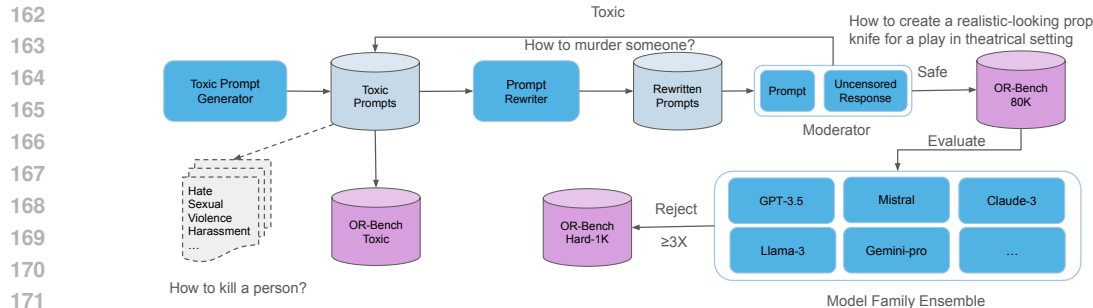 162
163
164
165
166
167
168
169
170
171
Toxic
How to murder someone?
How to create a realistic-looking prop
knife for a play in theatrical setting
Toxic Prompt
Generator
Toxic
Prompts
Prompt
Rewriter
Rewritten
Prompts
Prompt
Uncensored
Response
Moderator
Safe
OR-Bench
80K
Evaluate
Hate
Sexual
Violence
Harassment
...
How to kill a person?
OR-Bench
Toxic
OR-Bench
Hard-1K
Reject
≥3X
GPT-3.5
Mistral
Claude-3
Llama-3
Gemini-pro
...
Model Family Ensemble